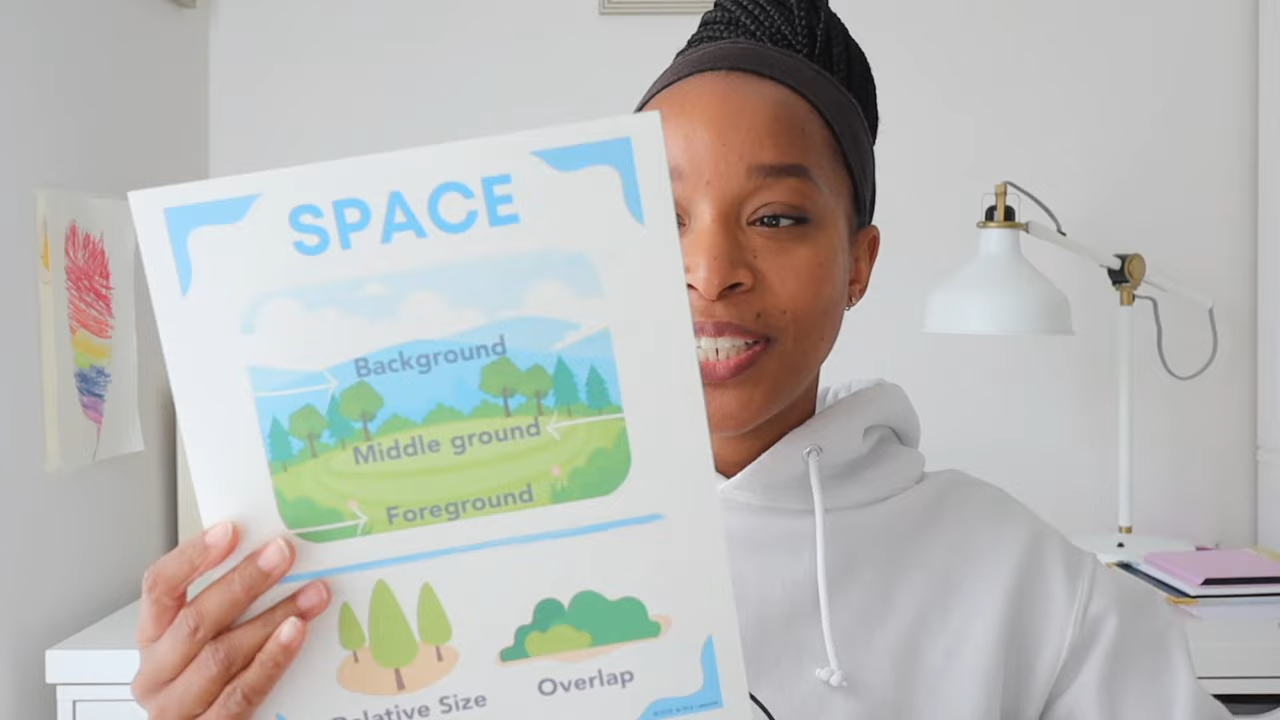 SPACE
Background
Middle ground
Foreground
Relative Size
Overlap